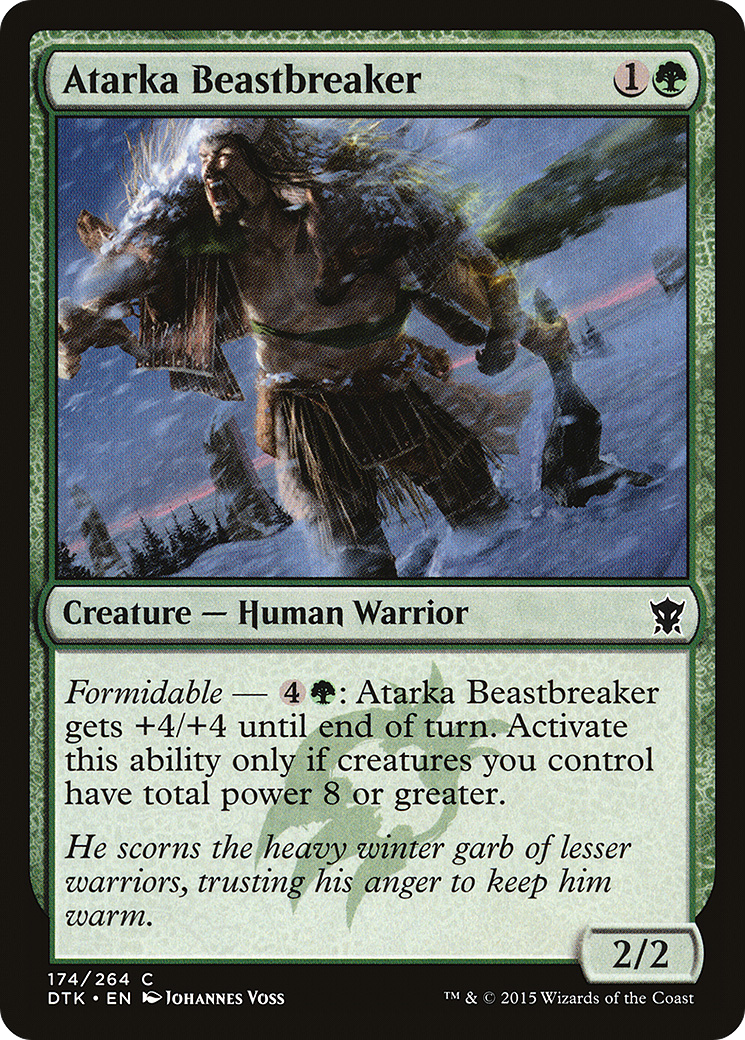 Atarka Beastbreaker 1
Creature — Human Warrior
Formidable — 4: Atarka Beastbreaker
gets +4/+4 until end of turn. Activate
this ability only if creatures you control
have total power 8 or greater.
He scorns the heavy winter garb of lesser
warriors, trusting his anger to keep him
warm.
2/2
174/264 C
DTK • EN Johannes Voss
™ & © 2015 Wizards of the Coast